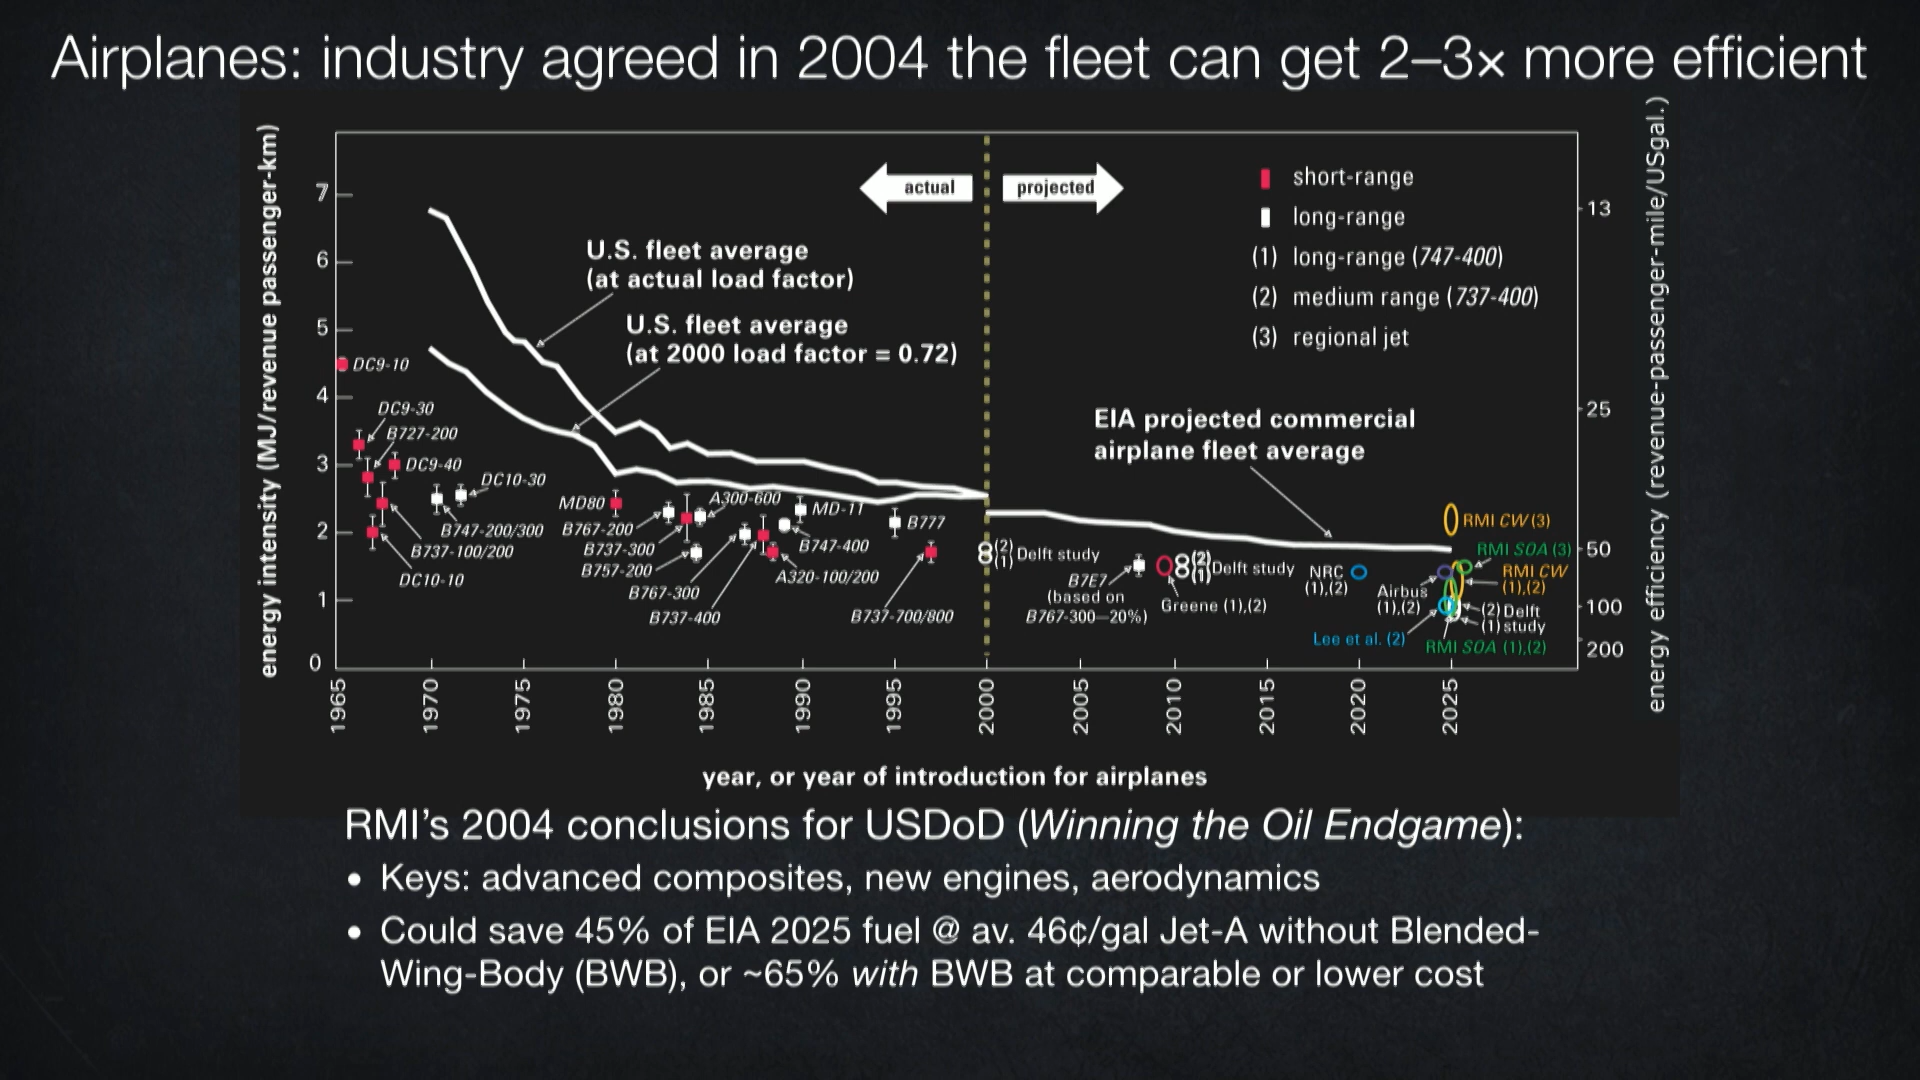 Airplanes: industry agreed in 2004 the fleet can get 2–3× more efficient
energy intensity (MJ/revenue passenger-km)
7
6
5
4
3
2
1
0
actual
projected
short-range
long-range
(1) long-range (747-400)
(2) medium range (737-400)
(3) regional jet
U.S. fleet average
(at actual load factor)
U.S. fleet average
(at 2000 load factor = 0.72)
EIA projected commercial
airplane fleet average
DC9-10
DC9-30
B727-200
DC9-40
DC10-30
B747-200/300
B737-100/200
DC10-10
MD80
B767-200
B737-300
B757-200
B767-300
B737-400
A300-600
MD-11
B747-400
A320-100/200
B777
B737-700/800
(2)
(1)
Delft study
B7E7
(based on
B767-300—20%)
(2)
(1)
Delft study
Greene (1),(2)
NRC
(1),(2)
Airbus
(1),(2)
Lee et al. (2)
RMI CW (3)
RMI SOA (3)
RMI CW
(1),(2)
(2) Delft
(1) study
RMI SOA (1),(2)
13
25
50
100
200
energy efficiency (revenue-passenger-mile/USgal.)
1965
1970
1975
1980
1985
1990
1995
2000
2005
2010
2015
2020
2025
year, or year of introduction for airplanes
RMI's 2004 conclusions for USDoD (Winning the Oil Endgame):
• Keys: advanced composites, new engines, aerodynamics
• Could save 45% of EIA 2025 fuel @ av. 46¢/gal Jet-A without Blended-
Wing-Body (BWB), or ~65% with BWB at comparable or lower cost